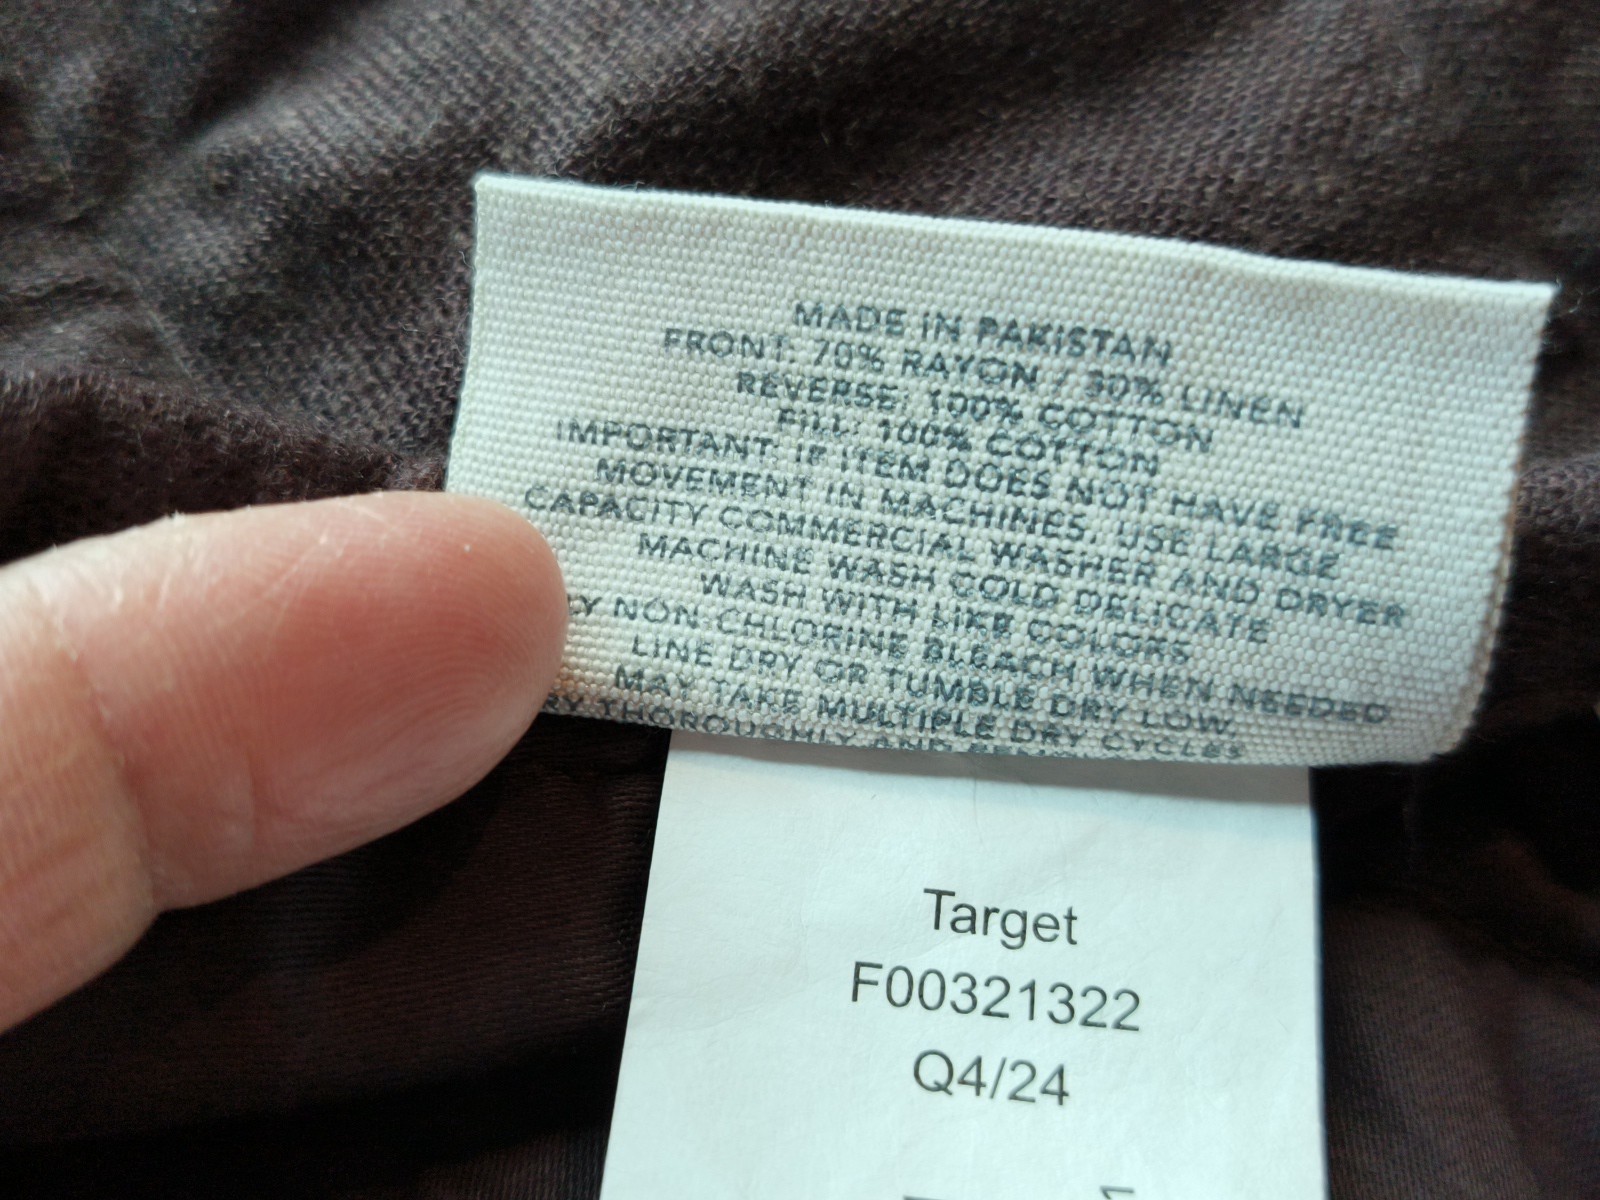 MADE IN PAKISTAN
FRONT: 70% RAYON / 30% LINEN
REVERSE: 100% COTTON
FILL: 100% COTTON
IMPORTANT: IF ITEM DOES NOT HAVE FREE
MOVEMENT IN MACHINES, USE LARGE
CAPACITY COMMERCIAL WASHER AND DRYER
MACHINE WASH COLD DELICATE
WASH WITH LIKE COLORS
NON-CHLORINE BLEACH WHEN NEEDED
LINE DRY OR TUMBLE DRY LOW
MAY TAKE MULTIPLE DRY CYCLES
THOROUGHLY AND
Target
F00321322
Q4/24